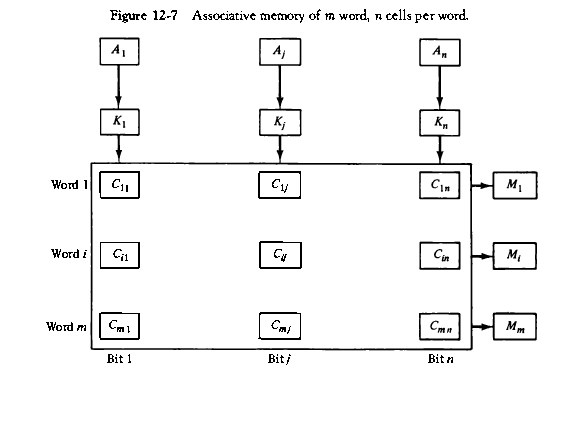 Figure 12-7 Associative memory of m word, n cells per word.
A1 Aj An
K1 Kj Kn
Word 1 C11 C1j C1n M1
Word i Ci1 Cij Cin Mi
Word m Cm1 Cmj Cmn Mm
Bit 1 Bit j Bit n